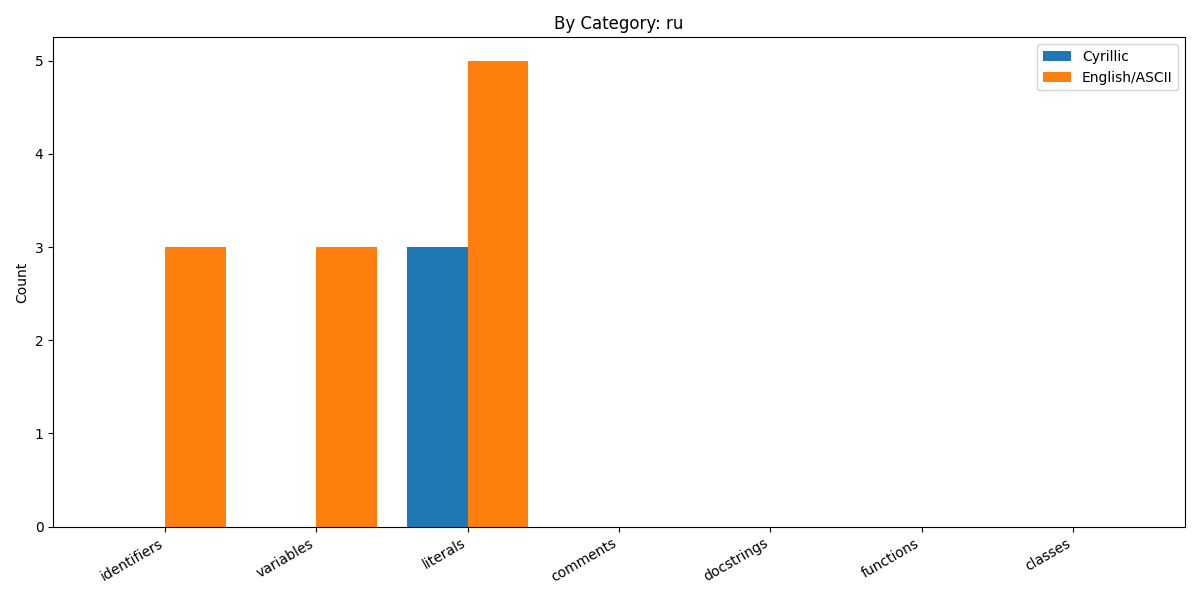 By Category: ru
Cyrillic
English/ASCII
Count
5
4
3
2
1
0
identifiers
variables
literals
comments
docstrings
functions
classes